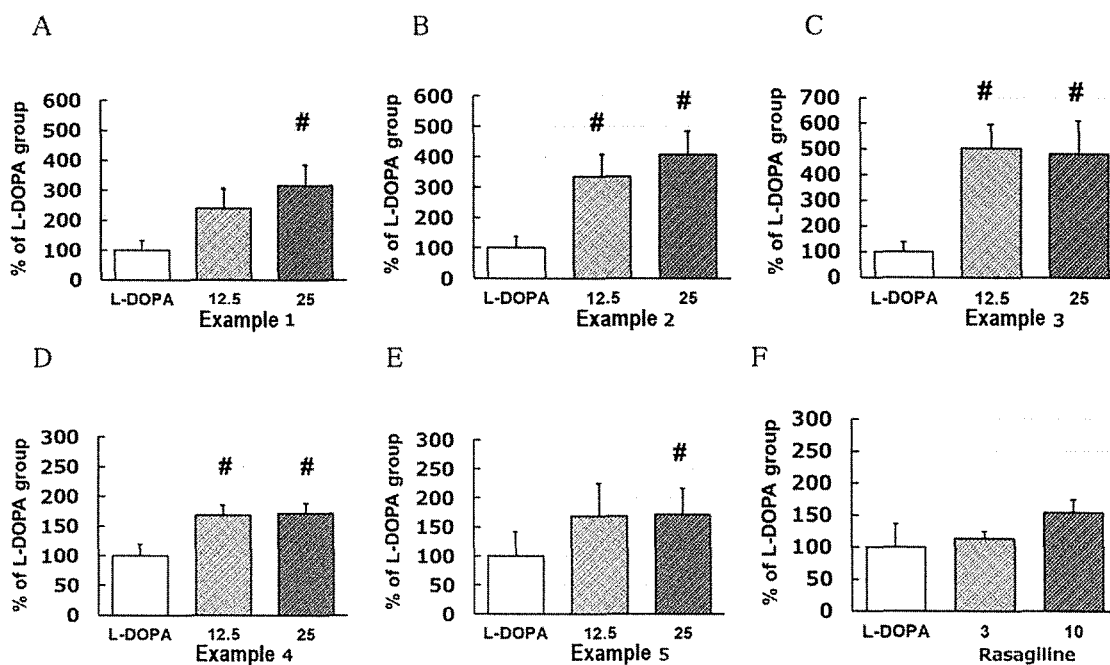 A
% of L-DOPA group
600
500
400
300
200
100
0
#
L-DOPA 12.5 25
Example 1
B
% of L-DOPA group
600
500
400
300
200
100
0
# #
L-DOPA 12.5 25
Example 2
C
% of L-DOPA group
700
600
500
400
300
200
100
0
# #
L-DOPA 12.5 25
Example 3
D
% of L-DOPA group
300
250
200
150
100
50
0
# #
L-DOPA 12.5 25
Example 4
E
% of L-DOPA group
300
250
200
150
100
50
0
#
L-DOPA 12.5 25
Example 5
F
% of L-DOPA group
300
250
200
150
100
50
0
L-DOPA 3 10
Rasagiline